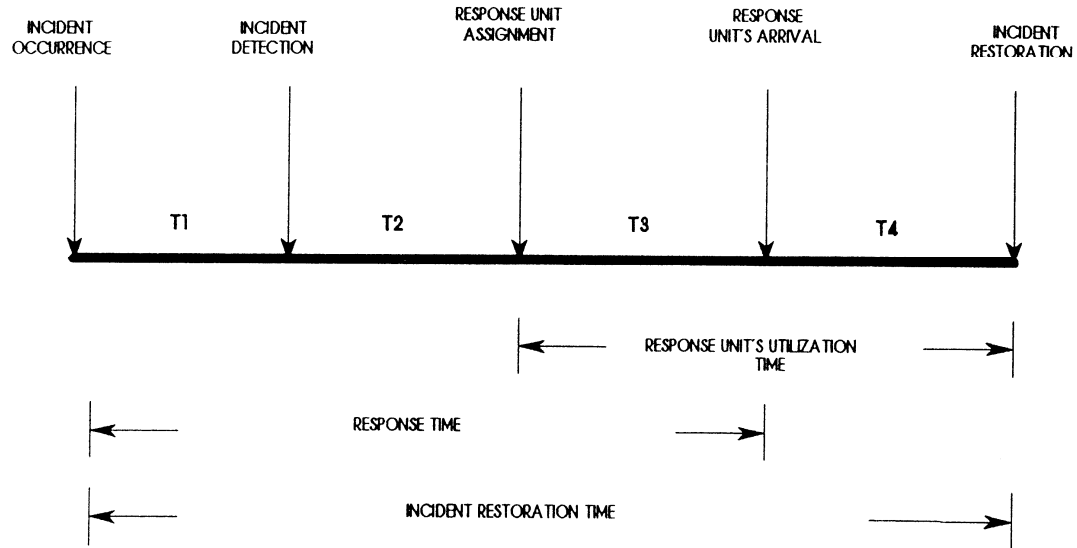 INCIDENT
OCCURRENCE
INCIDENT
DETECTION
RESPONSE UNIT
ASSIGNMENT
RESPONSE
UNIT'S ARRIVAL
INCIDENT
RESTORATION
T1
T2
T3
T4
RESPONSE UNIT'S UTILIZATION
TIME
RESPONSE TIME
INCIDENT RESTORATION TIME